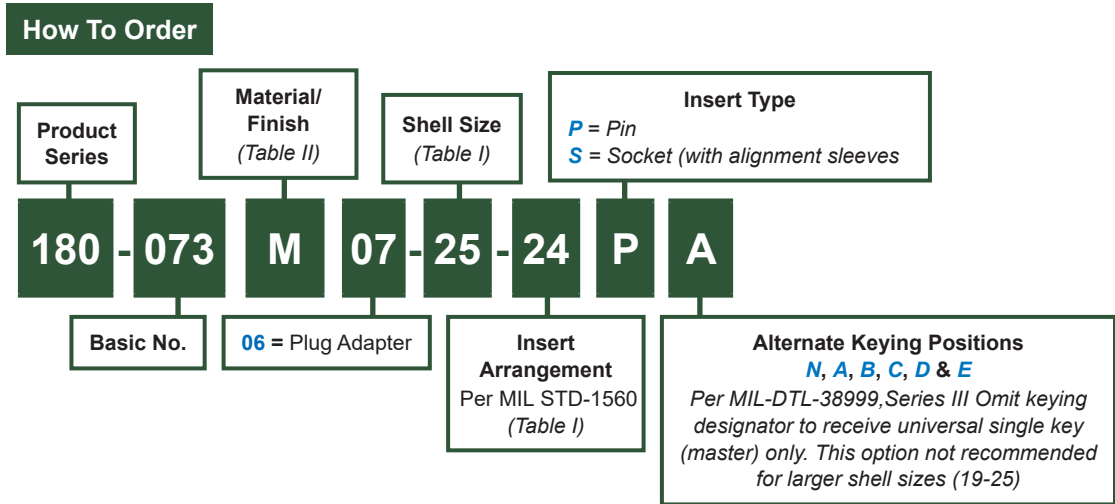 How To Order
Product
Series
Material/
Finish
(Table II)
Shell Size
(Table I)
Insert Type
P = Pin
S = Socket (with alignment sleeves
180 - 073 M 07 - 25 - 24 P A
Basic No.
06 = Plug Adapter
Insert
Arrangement
Per MIL STD-1560
(Table I)
Alternate Keying Positions
N, A, B, C, D & E
Per MIL-DTL-38999,Series III Omit keying
designator to receive universal single key
(master) only. This option not recommended
for larger shell sizes (19-25)